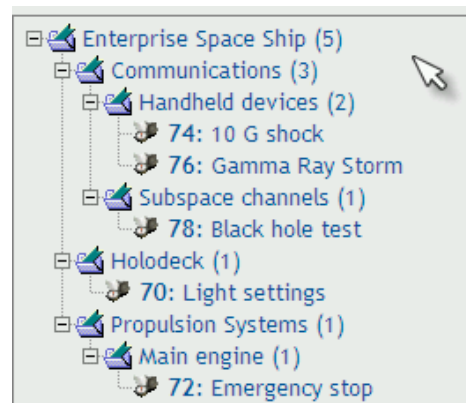 Enterprise Space Ship (5)
Communications (3)
Handheld devices (2)
74: 10 G shock
76: Gamma Ray Storm
Subspace channels (1)
78: Black hole test
Holodeck (1)
70: Light settings
Propulsion Systems (1)
Main engine (1)
72: Emergency stop